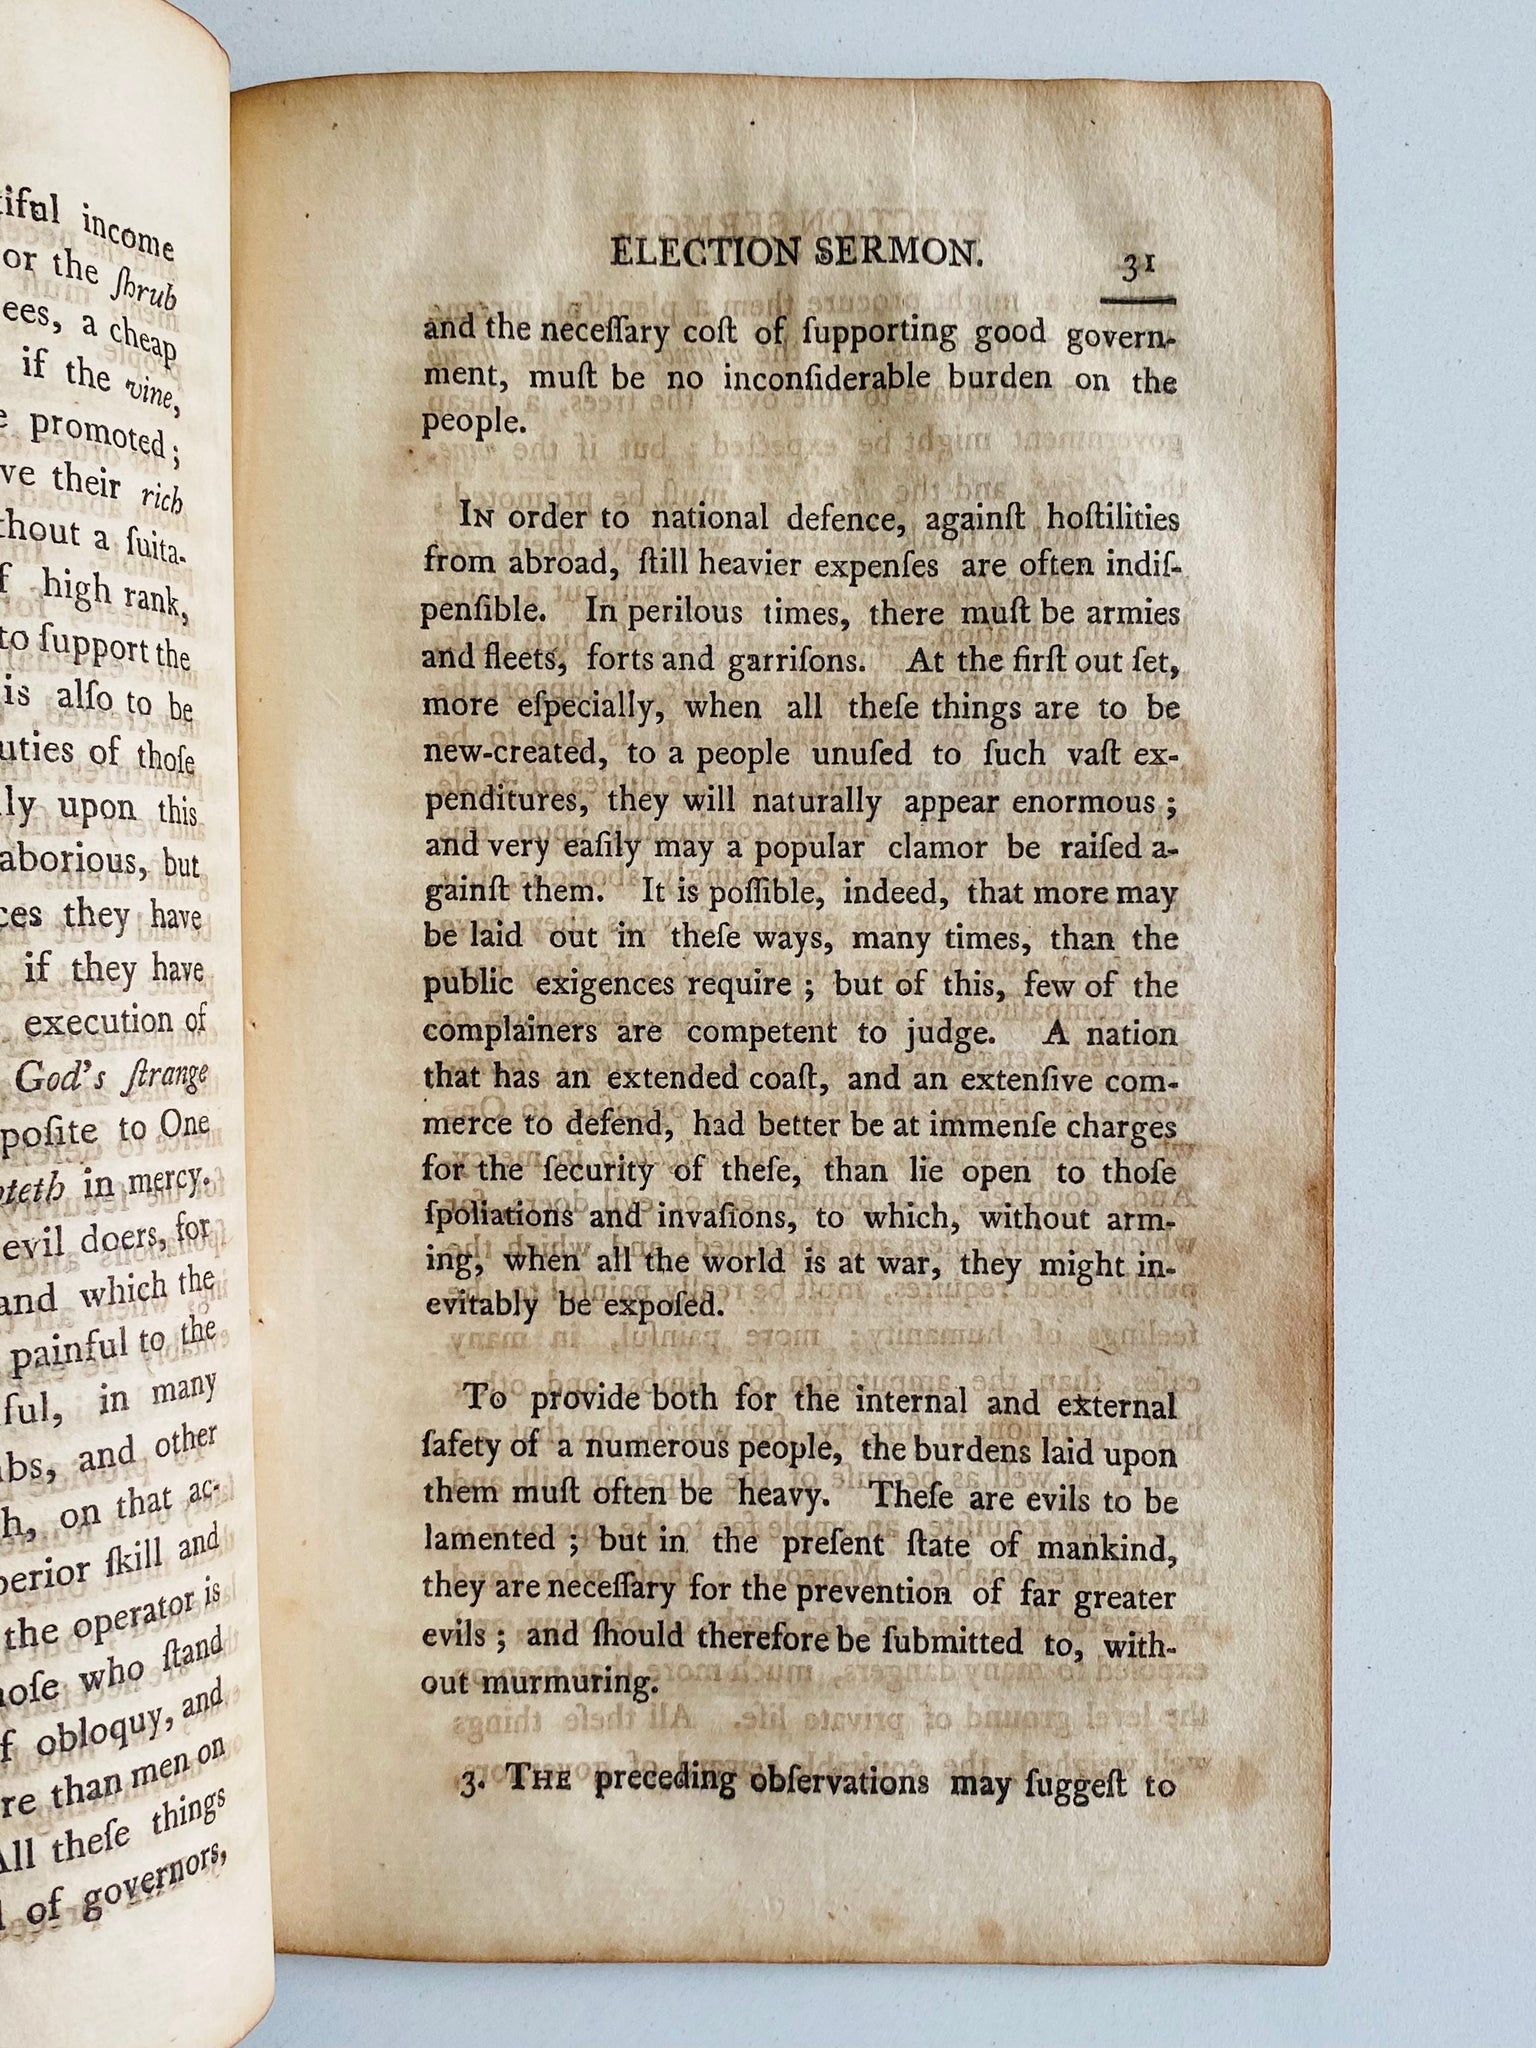 tiful income
or the ſhrub
ees, a cheap
if the vine,
promoted;
ve their rich
thout a ſuita-
high rank,
to ſupport the
is alſo to be
uties of thoſe
ly upon this
aborious, but
ces they have
if they have
execution of
God's ſtrange
poſite to One
in mercy.
evil doers, for
and which the
painful to the
ful, in many
bs, and other
h, on that ac-
perior ſkill and
the operator is
hoſe who ſtand
f obloquy, and
re than men on
All theſe things
of governors,
ELECTION SERMON. 31
and the neceſſary coſt of ſupporting good govern-
ment, muſt be no inconſiderable burden on the
people.
IN order to national defence, againſt hoſtilities
from abroad, ſtill heavier expenſes are often indiſ-
penſible. In perilous times, there muſt be armies
and fleets, forts and garriſons. At the firſt out ſet,
more eſpecially, when all theſe things are to be
new-created, to a people unuſed to ſuch vaſt ex-
penditures, they will naturally appear enormous ;
and very eaſily may a popular clamor be raiſed a-
gainſt them. It is poſſible, indeed, that more may
be laid out in theſe ways, many times, than the
public exigences require ; but of this, few of the
complainers are competent to judge. A nation
that has an extended coaſt, and an extenſive com-
merce to defend, had better be at immenſe charges
for the ſecurity of theſe, than lie open to thoſe
ſpoliations and invaſions, to which, without arm-
ing, when all the world is at war, they might in-
evitably be expoſed.
To provide both for the internal and external
ſafety of a numerous people, the burdens laid upon
them muſt often be heavy. Theſe are evils to be
lamented ; but in the preſent ſtate of mankind,
they are neceſſary for the prevention of far greater
evils ; and ſhould therefore be ſubmitted to, with-
out murmuring.
3. THE preceding obſervations may ſuggeſt to